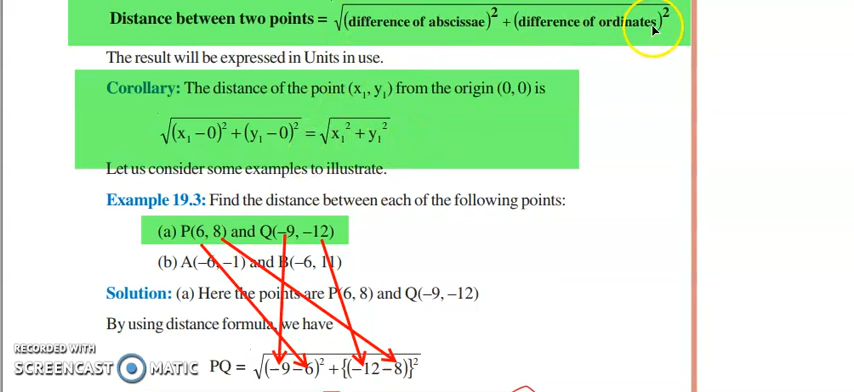 Distance between two points = √(difference of abscissae)² + (difference of ordinates)²
The result will be expressed in Units in use.
Corollary: The distance of the point (x₁, y₁) from the origin (0, 0) is
√(x₁ – 0)² + (y₁ – 0)² = √x₁² + y₁²
Let us consider some examples to illustrate.
Example 19.3: Find the distance between each of the following points:
(a) P(6, 8) and Q(–9, –12)
(b) A(–6, –1) and B(–6, 11)
Solution: (a) Here the points are P(6, 8) and Q(–9, –12)
By using distance formula, we have
PQ = √(–9 – 6)² + {(–12 – 8)}²
RECORDED WITH
SCREENCAST MATIC